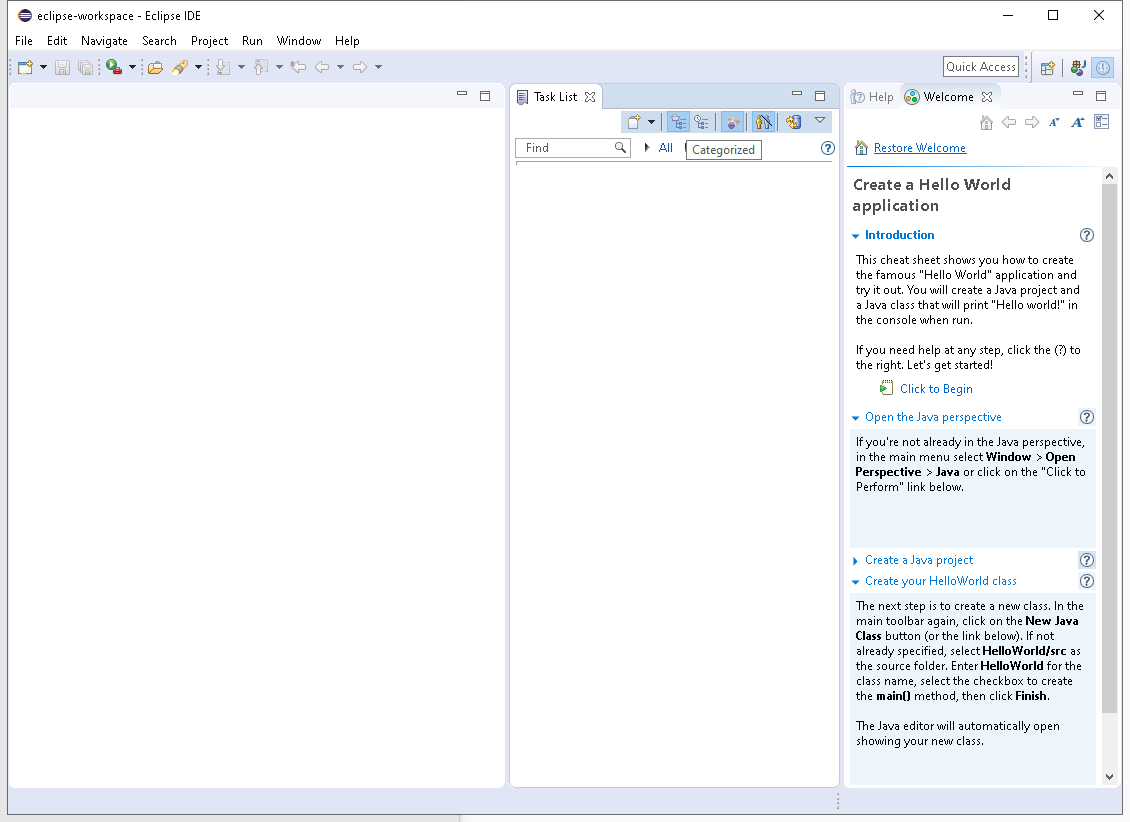 eclipse-workspace - Eclipse IDE
File Edit Navigate Search Project Run Window Help
Quick Access
Task List
Find
All
Categorized
Help
Welcome
Restore Welcome
Create a Hello World
application
Introduction
This cheat sheet shows you how to create
the famous "Hello World" application and
try it out. You will create a Java project and
a Java class that will print "Hello world!" in
the console when run.
If you need help at any step, click the (?) to
the right. Let's get started!
Click to Begin
Open the Java perspective
If you're not already in the Java perspective,
in the main menu select Window > Open
Perspective > Java or click on the "Click to
Perform" link below.
Create a Java project
Create your HelloWorld class
The next step is to create a new class. In the
main toolbar again, click on the New Java
Class button (or the link below). If not
already specified, select HelloWorld/src as
the source folder. Enter HelloWorld for the
class name, select the checkbox to create
the main() method, then click Finish.
The Java editor will automatically open
showing your new class.